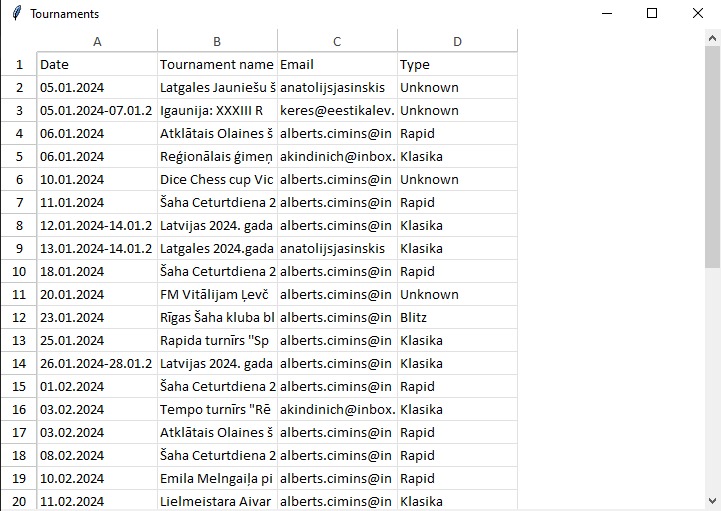 Tournaments
A B C D
1 Date Tournament name Email Type
2 05.01.2024 Latgales Jauniešu š anatolijsjasinskis Unknown
3 05.01.2024-07.01.2 Igaunija: XXXIII R keres@eestikalev. Unknown
4 06.01.2024 Atklātais Olaines š alberts.cimins@in Rapid
5 06.01.2024 Reģionālais ģimeņ akindinich@inbox. Klasika
6 10.01.2024 Dice Chess cup Vic alberts.cimins@in Unknown
7 11.01.2024 Šaha Ceturtdiena 2 alberts.cimins@in Rapid
8 12.01.2024-14.01.2 Latvijas 2024. gada alberts.cimins@in Klasika
9 13.01.2024-14.01.2 Latgales 2024.gada anatolijsjasinskis Klasika
10 18.01.2024 Šaha Ceturtdiena 2 alberts.cimins@in Rapid
11 20.01.2024 FM Vitālijam Ļevč alberts.cimins@in Unknown
12 23.01.2024 Rīgas Šaha kluba bl alberts.cimins@in Blitz
13 25.01.2024 Rapida turnīrs "Sp alberts.cimins@in Klasika
14 26.01.2024-28.01.2 Latvijas 2024. gada alberts.cimins@in Klasika
15 01.02.2024 Šaha Ceturtdiena 2 alberts.cimins@in Rapid
16 03.02.2024 Tempo turnīrs "Rē akindinich@inbox. Klasika
17 03.02.2024 Atklātais Olaines š alberts.cimins@in Rapid
18 08.02.2024 Šaha Ceturtdiena 2 alberts.cimins@in Rapid
19 10.02.2024 Emila Melngaiļa pi alberts.cimins@in Rapid
20 11.02.2024 Lielmeistara Aivar alberts.cimins@in Klasika